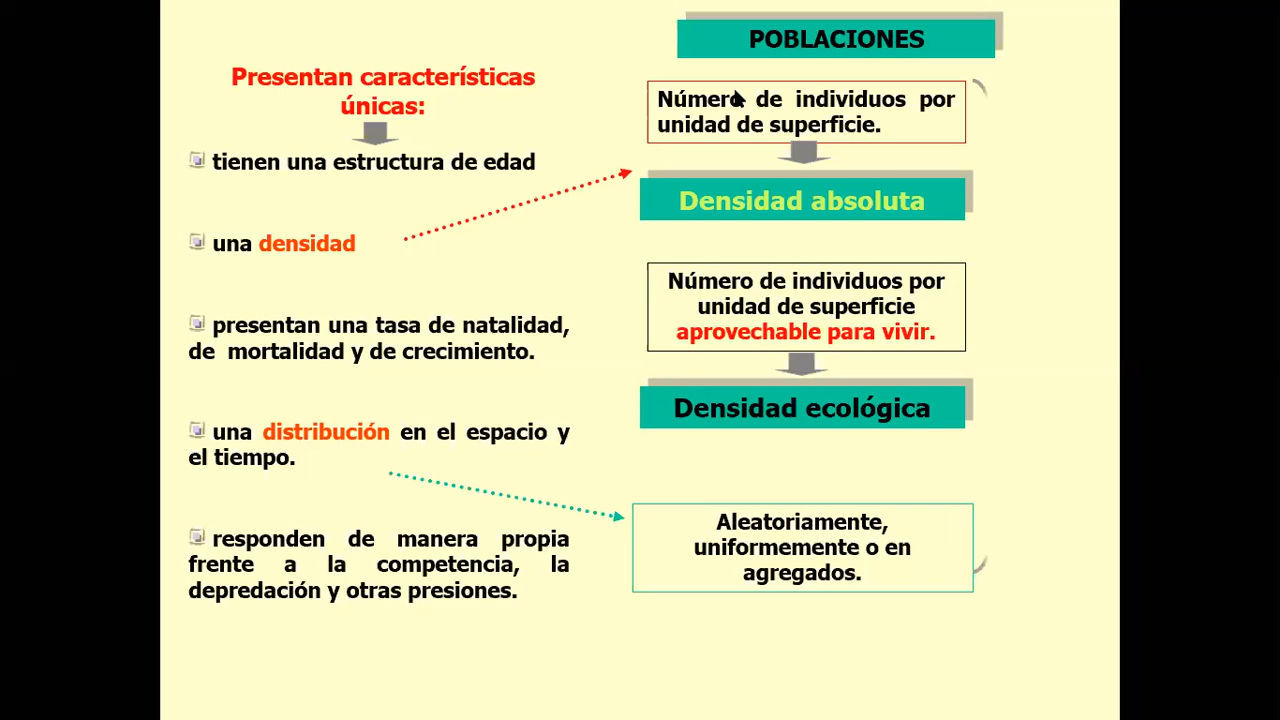 POBLACIONES
Presentan características
únicas:
tienen una estructura de edad
una densidad
presentan una tasa de natalidad,
de mortalidad y de crecimiento.
una distribución en el espacio y
el tiempo.
responden de manera propia
frente a la competencia, la
depredación y otras presiones.
Número de individuos por
unidad de superficie.
Densidad absoluta
Número de individuos por
unidad de superficie
aprovechable para vivir.
Densidad ecológica
Aleatoriamente,
uniformemente o en
agregados.